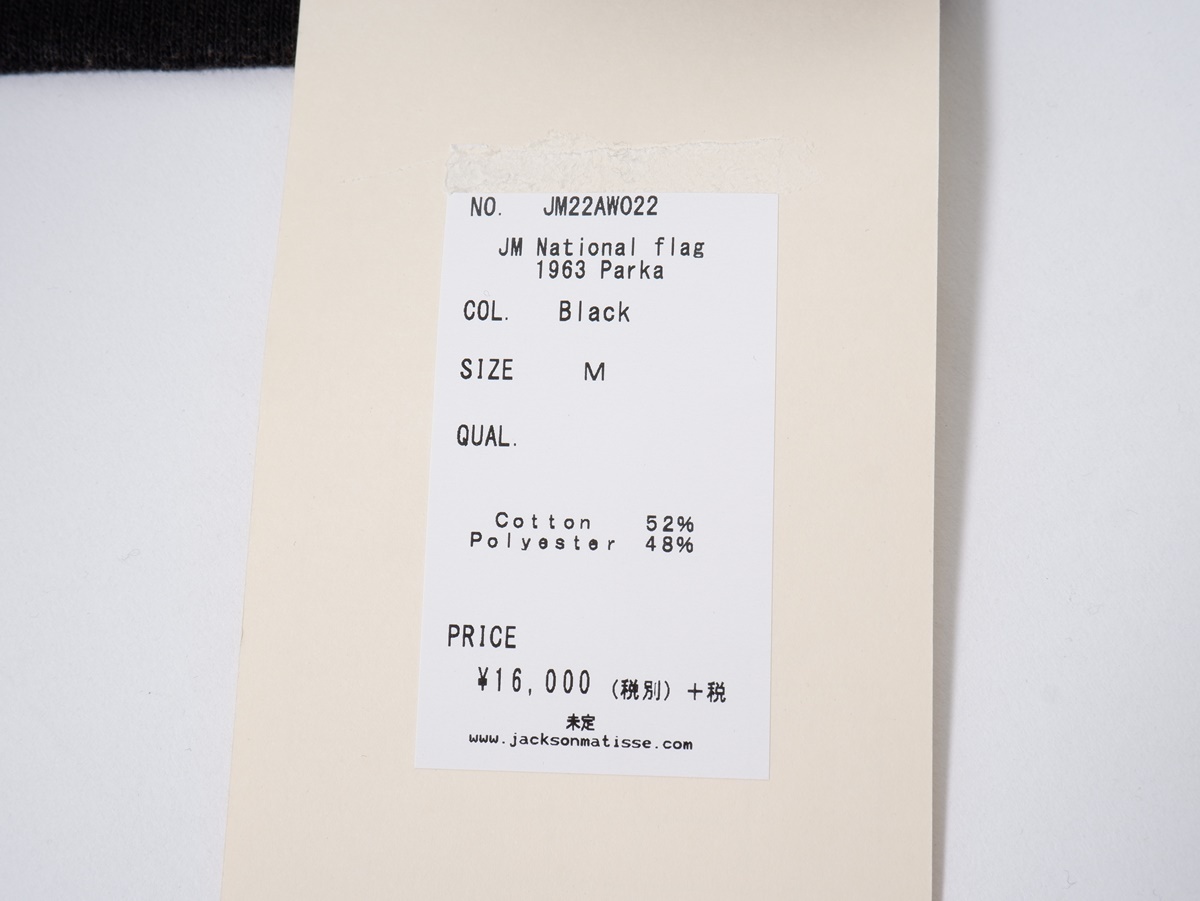 NO. JM22AW022
JM National flag
1963 Parka
COL. Black
SIZE M
QUAL.
Cotton 52%
Polyester 48%
PRICE
¥16,000 (税別) +税
未定
www.jacksonmatisse.com